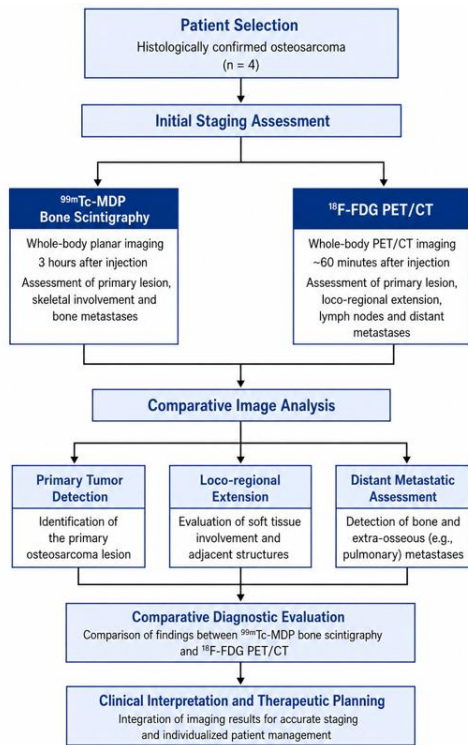 Patient Selection
Histologically confirmed osteosarcoma
(n = 4)
Initial Staging Assessment
⁹⁹ᵐTc-MDP
Bone Scintigraphy
Whole-body planar imaging
3 hours after injection
Assessment of primary lesion,
skeletal involvement and
bone metastases
¹⁸F-FDG PET/CT
Whole-body PET/CT imaging
~60 minutes after injection
Assessment of primary lesion,
loco-regional extension,
lymph nodes and distant
metastases
Comparative Image Analysis
Primary Tumor
Detection
Identification of
the primary
osteosarcoma lesion
Loco-regional
Extension
Evaluation of soft tissue
involvement and
adjacent structures
Distant Metastatic
Assessment
Detection of bone and
extra-osseous (e.g.,
pulmonary) metastases
Comparative Diagnostic Evaluation
Comparison of findings between ⁹⁹ᵐTc-MDP bone scintigraphy
and ¹⁸F-FDG PET/CT
Clinical Interpretation and Therapeutic Planning
Integration of imaging results for accurate staging
and individualized patient management